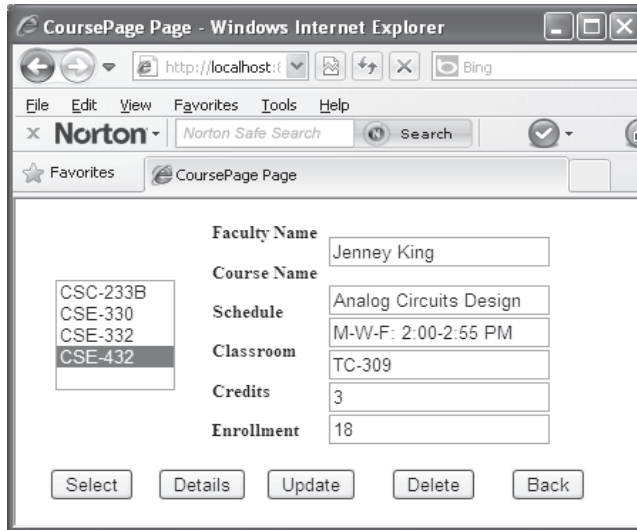 CoursePage Page - Windows Internet Explorer
http://localhost:8
Bing
File Edit View Favorites Tools Help
x Norton Norton Safe Search Search
Favorites CoursePage Page
Faculty Name
Jenney King
Course Name
Analog Circuits Design
Schedule
M-W-F: 2:00-2:55 PM
Classroom
TC-309
Credits
3
Enrollment
18
CSC-233B
CSE-330
CSE-332
CSE-432
Select Details Update Delete Back